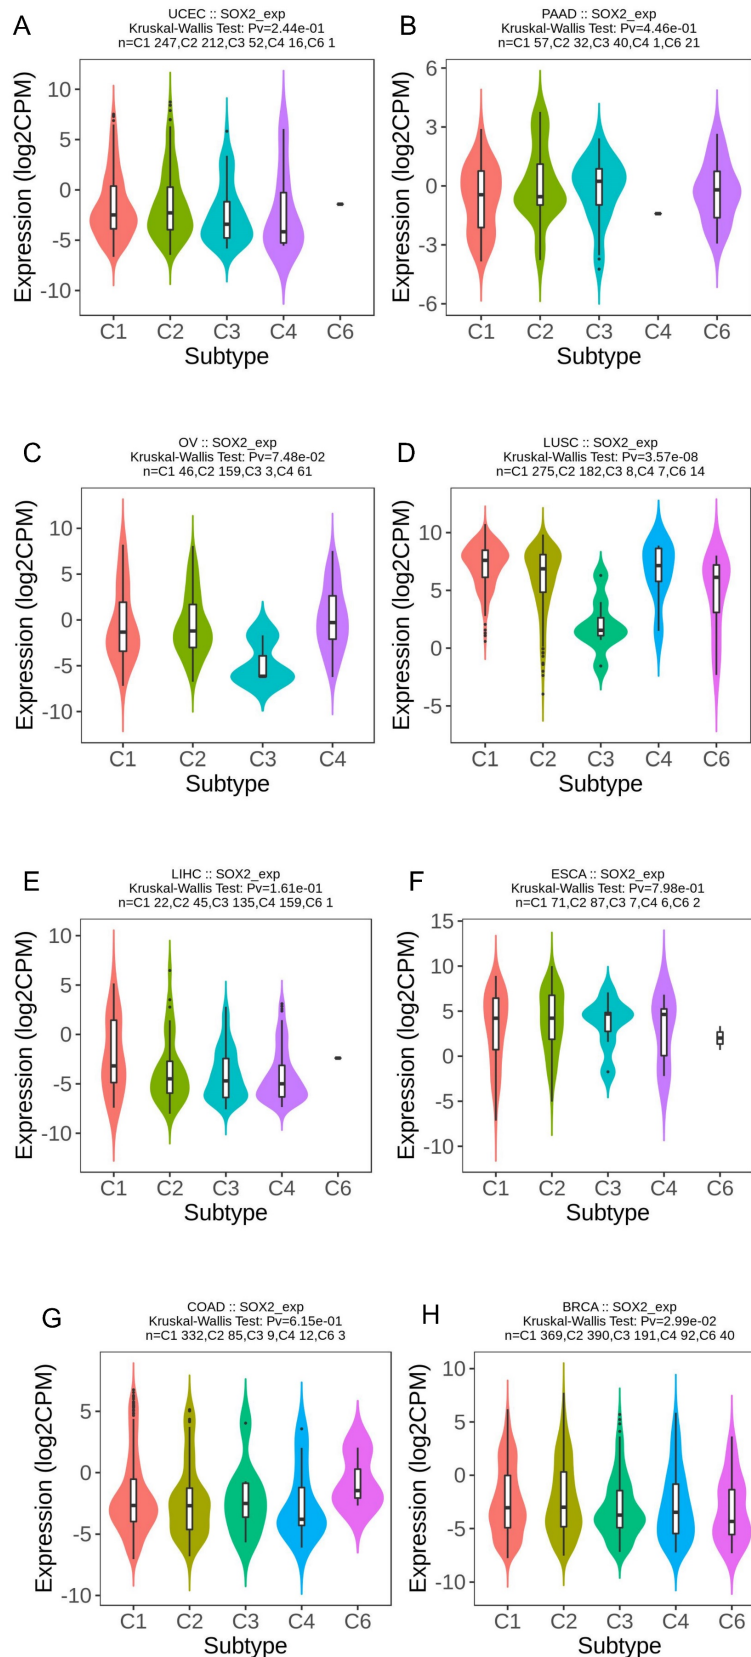 A
UCEC :: SOX2_exp
Kruskal-Wallis Test: Pv=2.44e-01
n=C1 247,C2 212,C3 52,C4 16,C6 1
Expression (log2CPM)
10
5
0
-5
-10
C1 C2 C3 C4 C6
Subtype
B
PAAD :: SOX2_exp
Kruskal-Wallis Test: Pv=4.46e-01
n=C1 57,C2 32,C3 40,C4 1,C6 21
Expression (log2CPM)
6
3
0
-3
-6
C1 C2 C3 C4 C6
Subtype
C
OV :: SOX2_exp
Kruskal-Wallis Test: Pv=7.48e-02
n=C1 46,C2 159,C3 3,C4 61
Expression (log2CPM)
10
5
0
-5
-10
C1 C2 C3 C4
Subtype
D
LUSC :: SOX2_exp
Kruskal-Wallis Test: Pv=3.57e-08
n=C1 275,C2 182,C3 8,C4 7,C6 14
Expression (log2CPM)
10
5
0
-5
C1 C2 C3 C4 C6
Subtype
E
LIHC :: SOX2_exp
Kruskal-Wallis Test: Pv=1.61e-01
n=C1 22,C2 45,C3 135,C4 159,C6 1
Expression (log2CPM)
10
5
0
-5
-10
C1 C2 C3 C4 C6
Subtype
F
ESCA :: SOX2_exp
Kruskal-Wallis Test: Pv=7.98e-01
n=C1 71,C2 87,C3 7,C4 6,C6 2
Expression (log2CPM)
15
10
5
0
-5
-10
C1 C2 C3 C4 C6
Subtype
G
COAD :: SOX2_exp
Kruskal-Wallis Test: Pv=6.15e-01
n=C1 332,C2 85,C3 9,C4 12,C6 3
Expression (log2CPM)
5
0
-5
-10
C1 C2 C3 C4 C6
Subtype
H
BRCA :: SOX2_exp
Kruskal-Wallis Test: Pv=2.99e-02
n=C1 369,C2 390,C3 191,C4 92,C6 40
Expression (log2CPM)
10
5
0
-5
-10
C1 C2 C3 C4 C6
Subtype